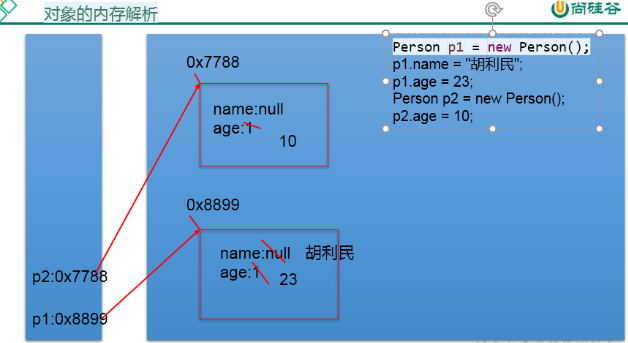 对象的内存解析
尚硅谷
Person p1 = new Person();
p1.name = "胡利民";
p1.age = 23;
Person p2 = new Person();
p2.age = 10;
0x7788
name:null
age:1
10
0x8899
name:null 胡利民
age:1
23
p2:0x7788
p1:0x8899